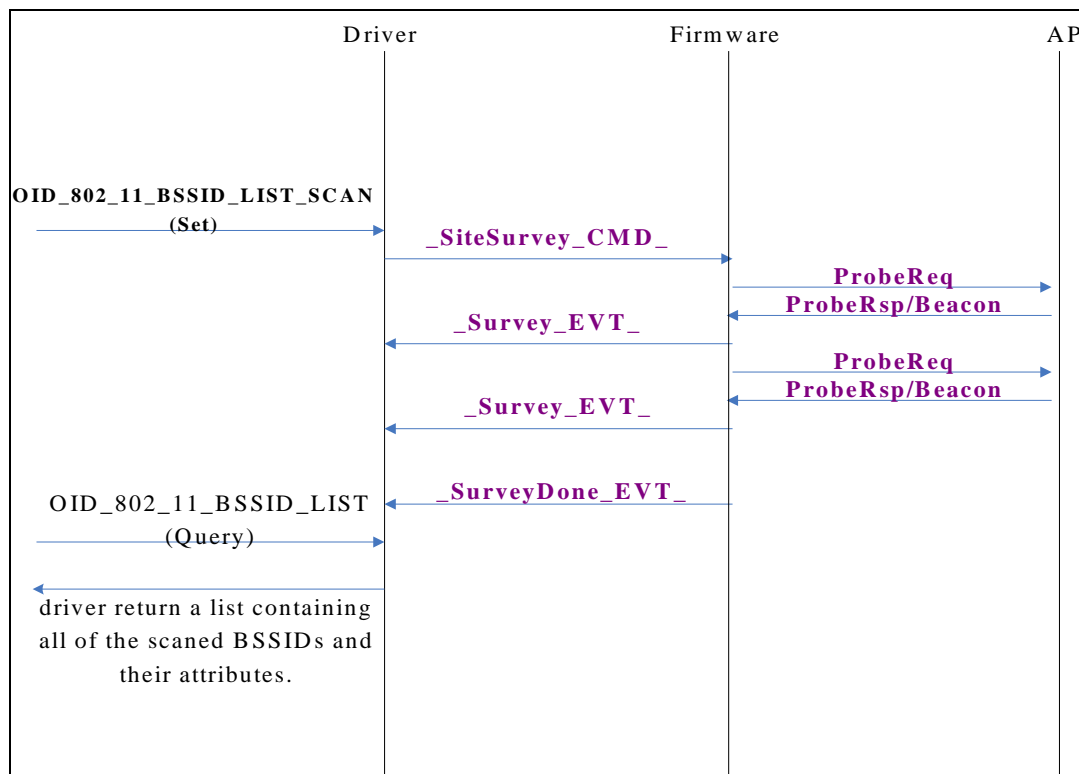 Driver
Firmware
AP
OID_802_11_BSSID_LIST_SCAN
(Set)
_SiteSurvey_CMD_
ProbeReq
ProbeRsp/Beacon
_Survey_EVT_
ProbeReq
ProbeRsp/Beacon
_Survey_EVT_
_SurveyDone_EVT_
OID_802_11_BSSID_LIST
(Query)
driver return a list containing
all of the scaned BSSIDs and
their attributes.